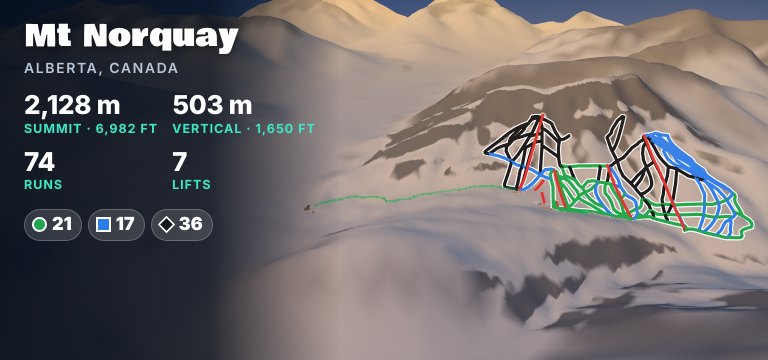 Mt Norquay
ALBERTA, CANADA
2,128 m 503 m
SUMMIT · 6,982 FT VERTICAL · 1,650 FT
74 7
RUNS LIFTS
21 17 36